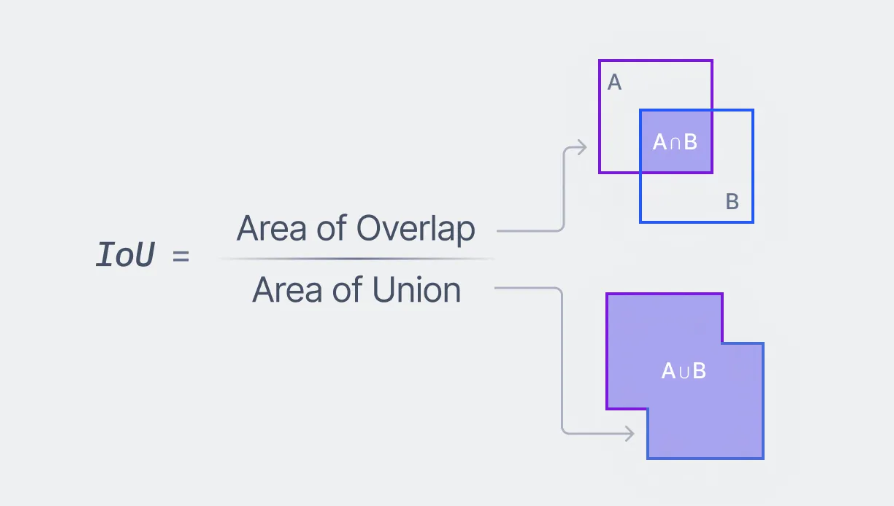 A
A∩B
B
Area of Overlap
IoU =
Area of Union
A∪B